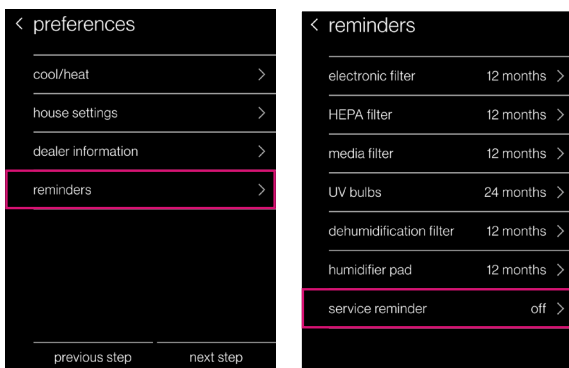 preferences
cool/heat
house settings
dealer information
reminders
previous step next step
reminders
electronic filter 12 months
HEPA filter 12 months
media filter 12 months
UV bulbs 24 months
dehumidification filter 12 months
humidifier pad 12 months
service reminder off